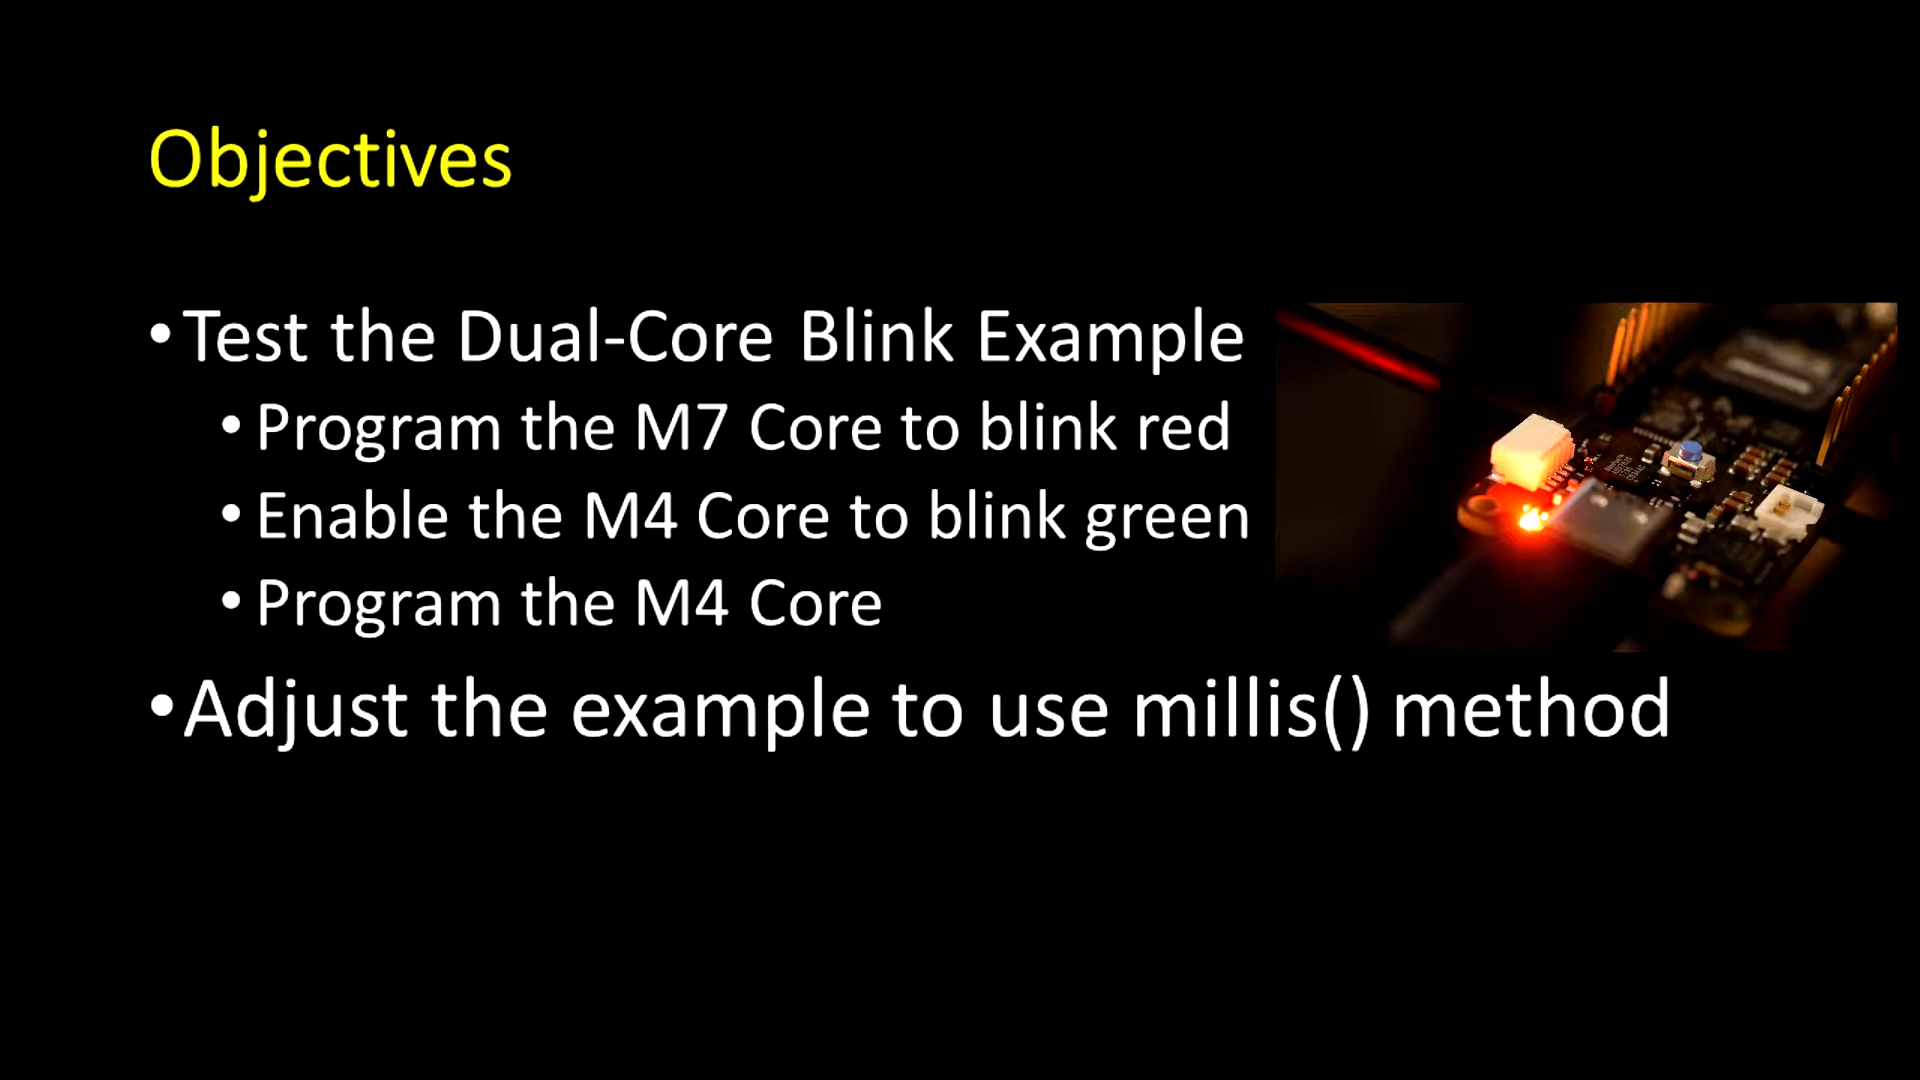 Objectives
• Test the Dual-Core Blink Example
• Program the M7 Core to blink red
• Enable the M4 Core to blink green
• Program the M4 Core
• Adjust the example to use millis() method